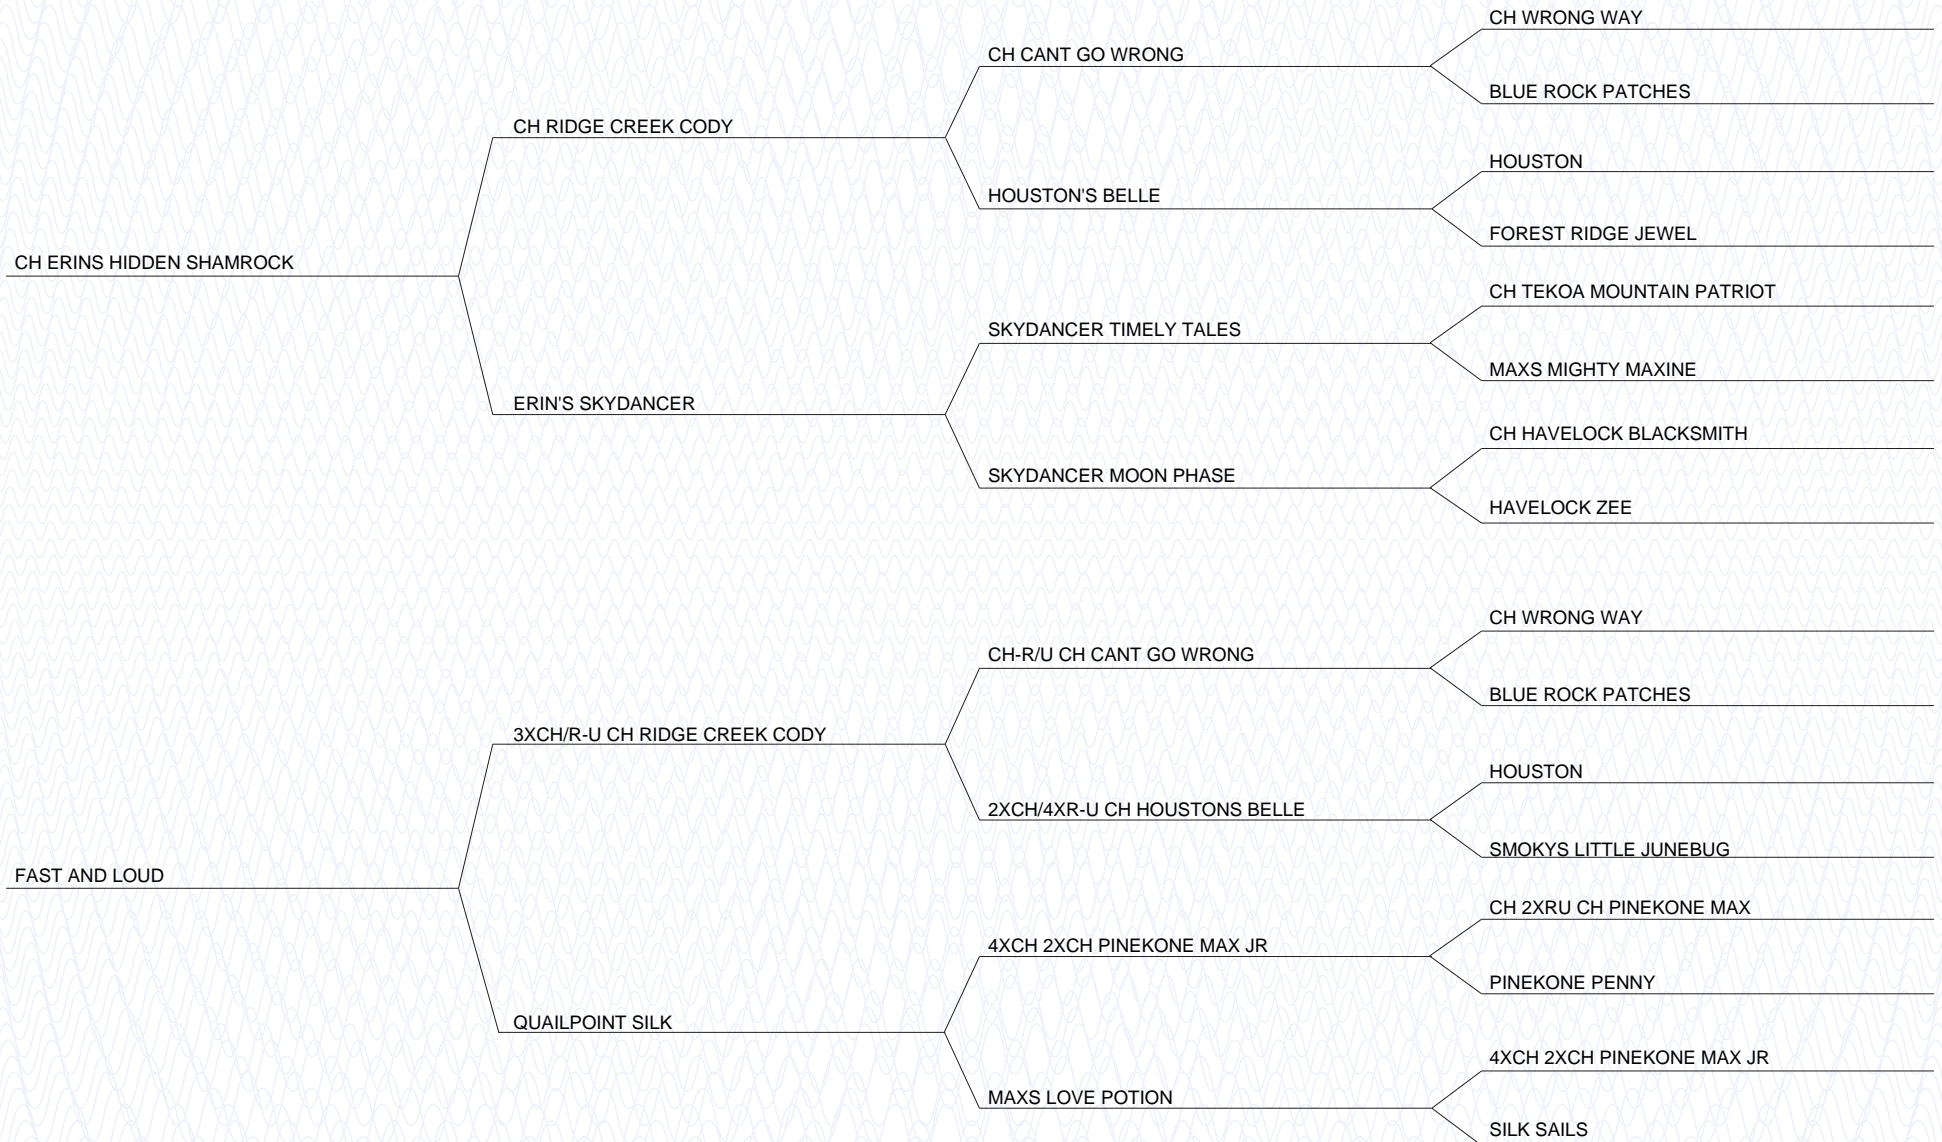 CH WRONG WAY
CH CANT GO WRONG
BLUE ROCK PATCHES
CH RIDGE CREEK CODY
HOUSTON
HOUSTON'S BELLE
FOREST RIDGE JEWEL
CH ERINS HIDDEN SHAMROCK
CH TEKOA MOUNTAIN PATRIOT
SKYDANCER TIMELY TALES
MAXS MIGHTY MAXINE
ERIN'S SKYDANCER
CH HAVELOCK BLACKSMITH
SKYDANCER MOON PHASE
HAVELOCK ZEE
CH WRONG WAY
CH-R/U CH CANT GO WRONG
BLUE ROCK PATCHES
3XCH/R-U CH RIDGE CREEK CODY
HOUSTON
2XCH/4XR-U CH HOUSTONS BELLE
SMOKYS LITTLE JUNEBUG
FAST AND LOUD
CH 2XRU CH PINEKONE MAX
4XCH 2XCH PINEKONE MAX JR
PINEKONE PENNY
QUAILPOINT SILK
4XCH 2XCH PINEKONE MAX JR
MAXS LOVE POTION
SILK SAILS